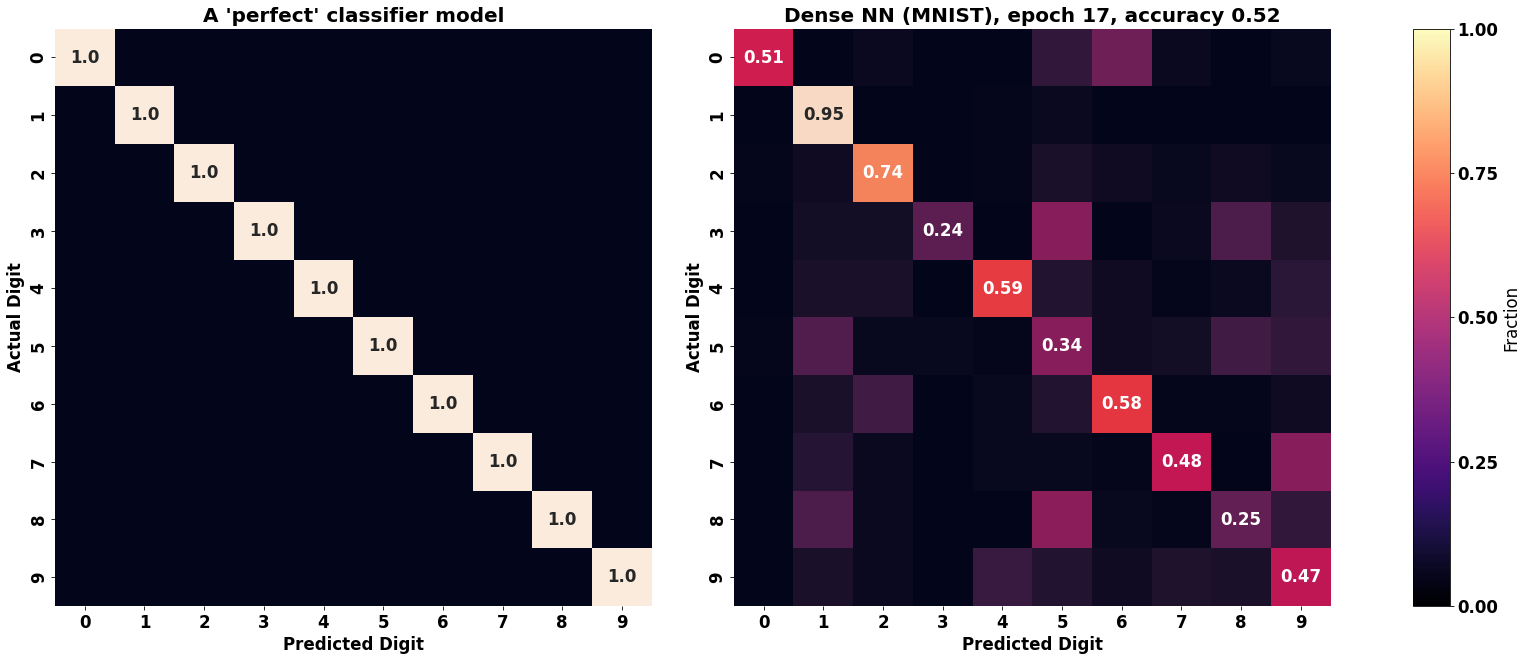 A 'perfect' classifier model
0 1.0
1 1.0
2 1.0
3 1.0
4 1.0
5 1.0
6 1.0
7 1.0
8 1.0
9 1.0
Actual Digit
0 1 2 3 4 5 6 7 8 9
Predicted Digit
Dense NN (MNIST), epoch 17, accuracy 0.52
0 0.51
1 0.95
2 0.74
3 0.24
4 0.59
5 0.34
6 0.58
7 0.48
8 0.25
9 0.47
Actual Digit
0 1 2 3 4 5 6 7 8 9
Predicted Digit
1.00
0.75
0.50
0.25
0.00
Fraction